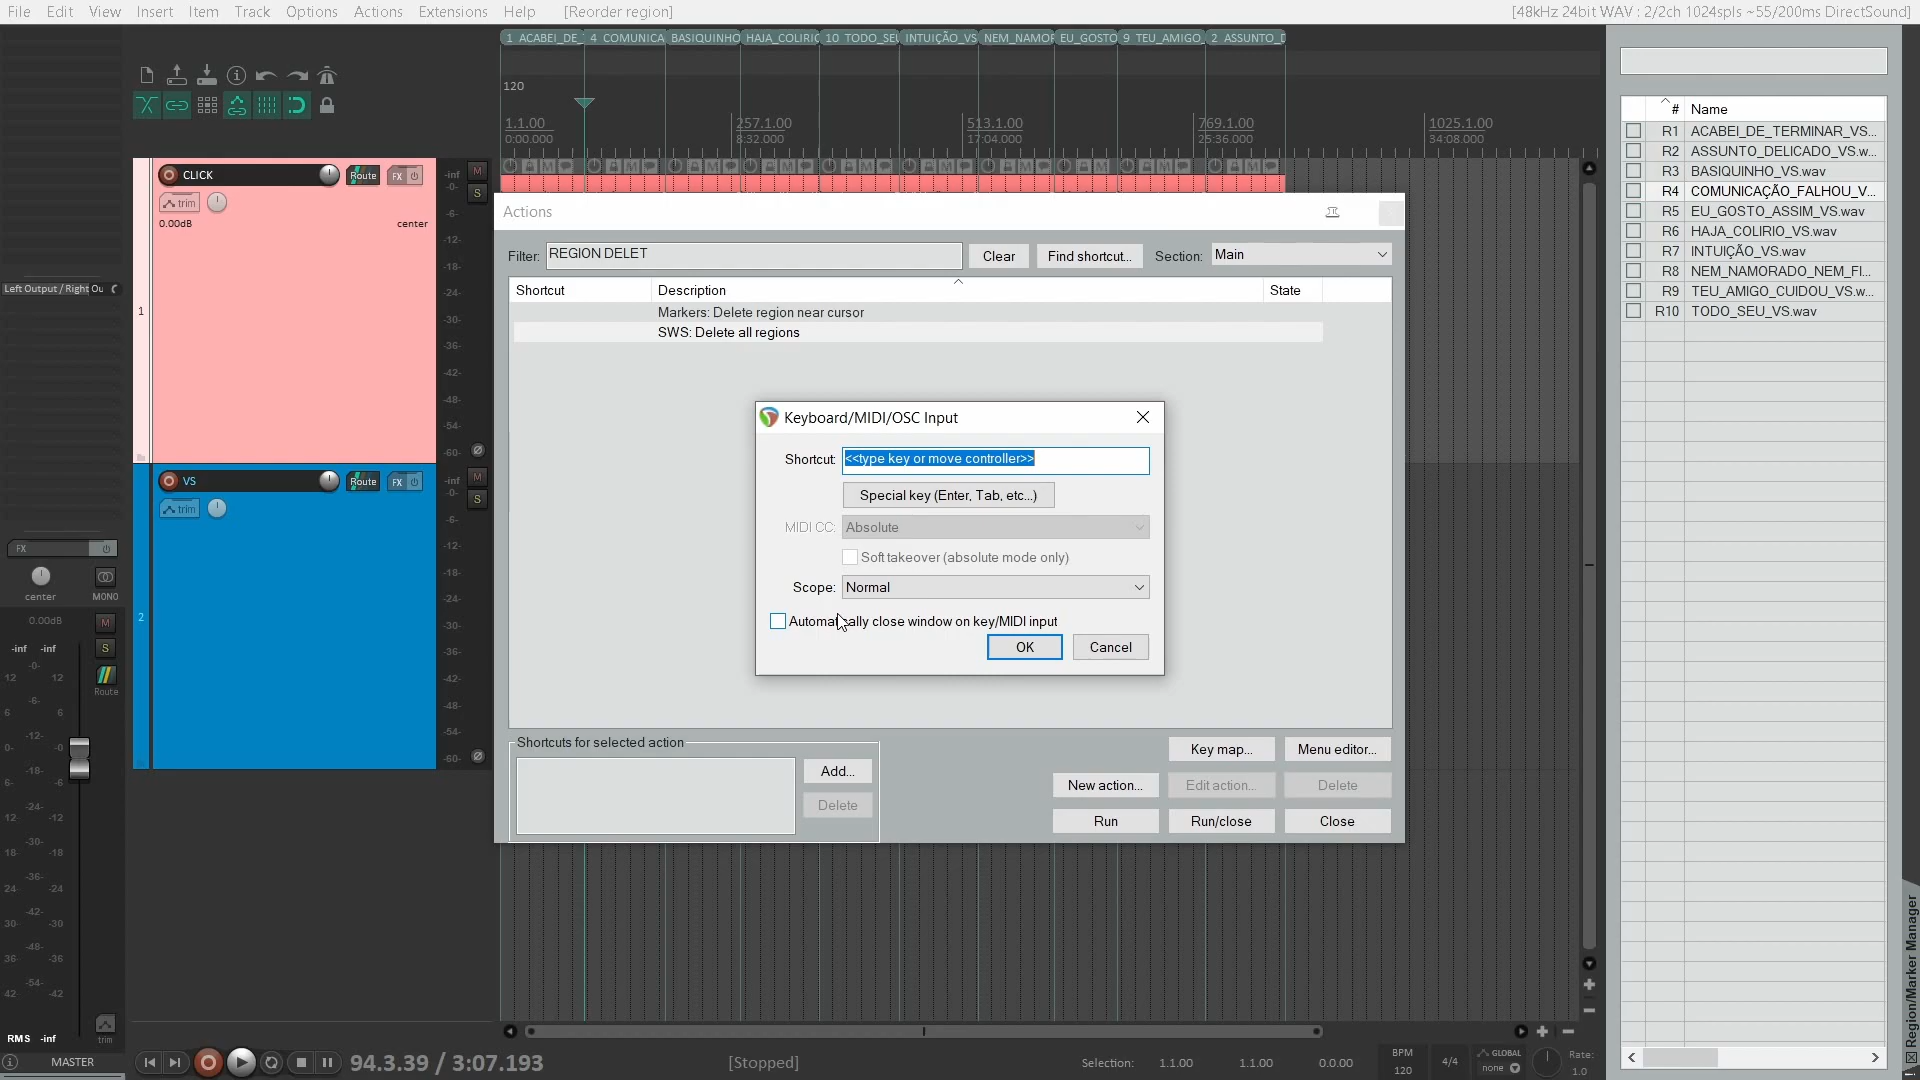 File Edit View Insert Item Track Options Actions Extensions Help [Reorder region] [48kHz 24bit WAV : 2/2ch 1024spls ~55/200ms DirectSound]
1 ACABEI_DE_ 4 COMUNICA BASIQUINHO HAJA_COLIRIO 10 TODO_SEU INTUIÇÃO_VS NEM_NAMOR EU_GOSTO 9 TEU_AMIGO_ 2 ASSUNTO_D
120
1.1.00 257.1.00 513.1.00 769.1.00 1025.1.00
0:00.000 8:32.000 17:04.000 25:36.000 34:08.000
# Name
R1 ACABEI_DE_TERMINAR_VS...
R2 ASSUNTO_DELICADO_VS.w...
R3 BASIQUINHO_VS.wav
R4 COMUNICAÇÃO_FALHOU_V...
R5 EU_GOSTO_ASSIM_VS.wav
R6 HAJA_COLIRIO_VS.wav
R7 INTUIÇÃO_VS.wav
R8 NEM_NAMORADO_NEM_FI...
R9 TEU_AMIGO_CUIDOU_VS.w...
R10 TODO_SEU_VS.wav
CLICK Route FX
trim
0.00dB center
1
VS Route FX
trim
2
Left Output / Right Ou
FX
center MONO
0.00dB M
-inf -inf S
Route
RMS -inf trim
MASTER
Actions
Filter: REGION DELET Clear Find shortcut... Section: Main
Shortcut Description State
Markers: Delete region near cursor
SWS: Delete all regions
Keyboard/MIDI/OSC Input
Shortcut: <<type key or move controller>>
Special key (Enter, Tab, etc...)
MIDI CC: Absolute
Soft takeover (absolute mode only)
Scope: Normal
Automatically close window on key/MIDI input
OK Cancel
Shortcuts for selected action
Add...
Delete
Key map... Menu editor...
New action... Edit action... Delete
Run Run/close Close
94.3.39 / 3:07.193 [Stopped] Selection: 1.1.00 1.1.00 0.0.00
BPM
120
4/4
GLOBAL
none
Rate:
1.0
Region/Marker Manager